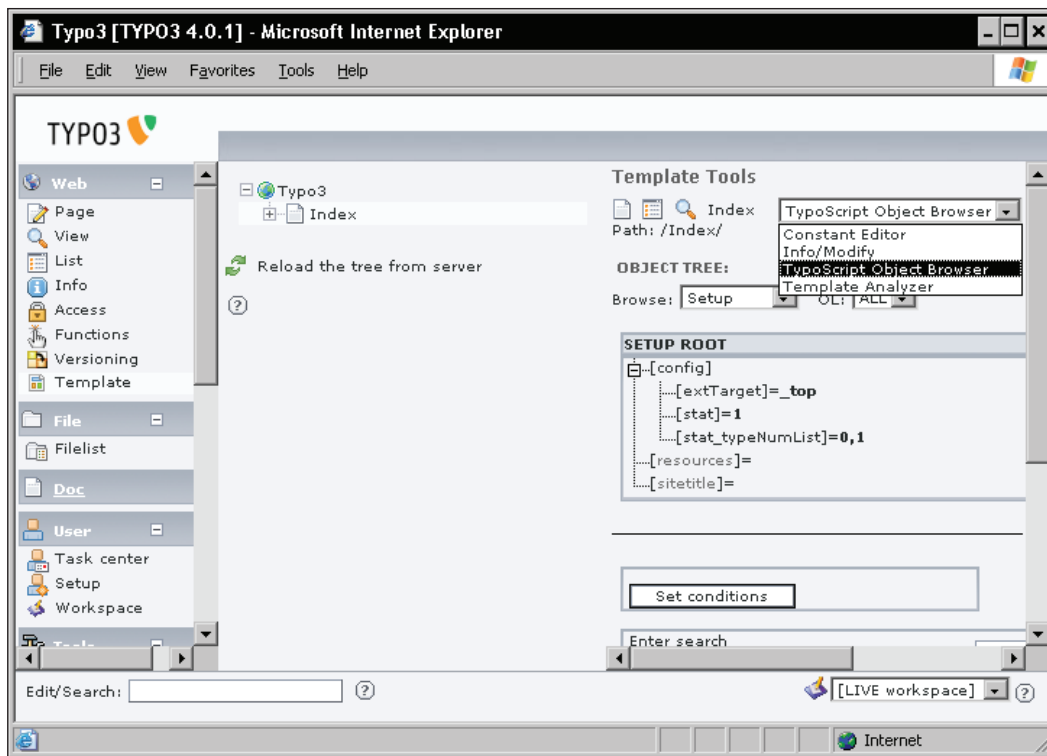 Typo3 [TYPO3 4.0.1] - Microsoft Internet Explorer
File Edit View Favorites Tools Help
TYPO3
Web
Page
View
List
Info
Access
Functions
Versioning
Template
File
Filelist
Doc
User
Task center
Setup
Workspace
Tools
Typo3
Index
Reload the tree from server
Template Tools
Index TypoScript Object Browser
Path: /Index/
Constant Editor
Info/Modify
TypoScript Object Browser
Template Analyzer
OBJECT TREE:
Browse: Setup OL: ALL
SETUP ROOT
[config]
[extTarget]=_top
[stat]=1
[stat_typeNumList]=0,1
[resources]=
[sitetitle]=
Set conditions
Enter search
Edit/Search: [LIVE workspace]
Internet